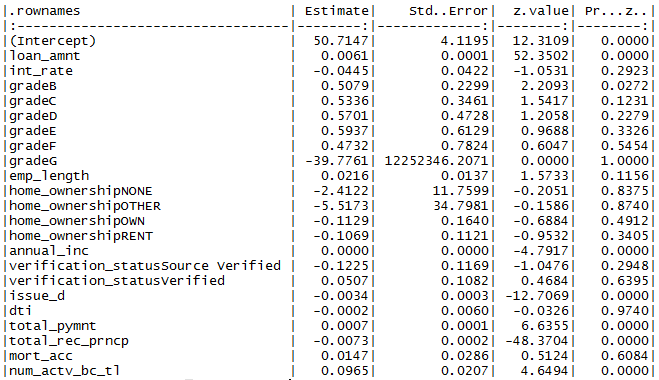 |.rownames | Estimate| Std..Error| z.value| Pr...z..|
|:-------------------------------|--------:|-------------:|--------:|--------:|
|(Intercept) | 50.7147| 4.1195| 12.3109| 0.0000|
|loan_amnt | 0.0061| 0.0001| 52.3502| 0.0000|
|int_rate | -0.0445| 0.0422| -1.0531| 0.2923|
|gradeB | 0.5079| 0.2299| 2.2093| 0.0272|
|gradeC | 0.5336| 0.3461| 1.5417| 0.1231|
|gradeD | 0.5701| 0.4728| 1.2058| 0.2279|
|gradeE | 0.5937| 0.6129| 0.9688| 0.3326|
|gradeF | 0.4732| 0.7824| 0.6047| 0.5454|
|gradeG | -39.7761| 12252346.2071| 0.0000| 1.0000|
|emp_length | 0.0216| 0.0137| 1.5733| 0.1156|
|home_ownershipNONE | -2.4122| 11.7599| -0.2051| 0.8375|
|home_ownershipOTHER | -5.5173| 34.7981| -0.1586| 0.8740|
|home_ownershipOWN | -0.1129| 0.1640| -0.6884| 0.4912|
|home_ownershipRENT | -0.1069| 0.1121| -0.9532| 0.3405|
|annual_inc | 0.0000| 0.0000| -4.7917| 0.0000|
|verification_statusSource Verified | -0.1225| 0.1169| -1.0476| 0.2948|
|verification_statusVerified | 0.0507| 0.1082| 0.4684| 0.6395|
|issue_d | -0.0034| 0.0003| -12.7069| 0.0000|
|dti | -0.0002| 0.0060| -0.0326| 0.9740|
|total_pymnt | 0.0007| 0.0001| 6.6355| 0.0000|
|total_rec_prncp | -0.0073| 0.0002| -48.3704| 0.0000|
|mort_acc | 0.0147| 0.0286| 0.5124| 0.6084|
|num_actv_bc_tl | 0.0965| 0.0207| 4.6494| 0.0000|